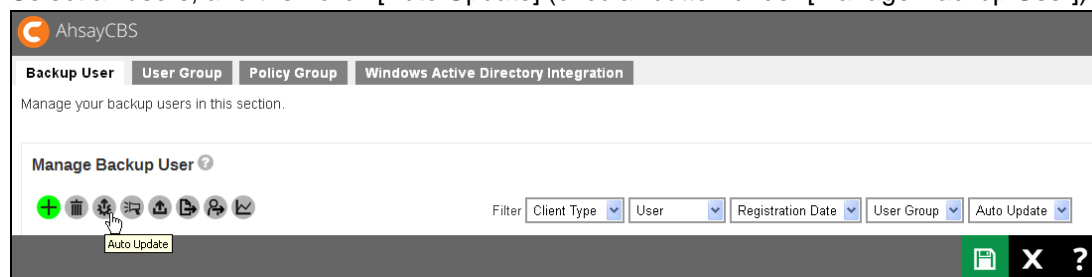 AhsayCBS
Backup User User Group Policy Group Windows Active Directory Integration
Manage your backup users in this section.
Manage Backup User ?
Filter Client Type User Registration Date User Group Auto Update
Auto Update
X ?